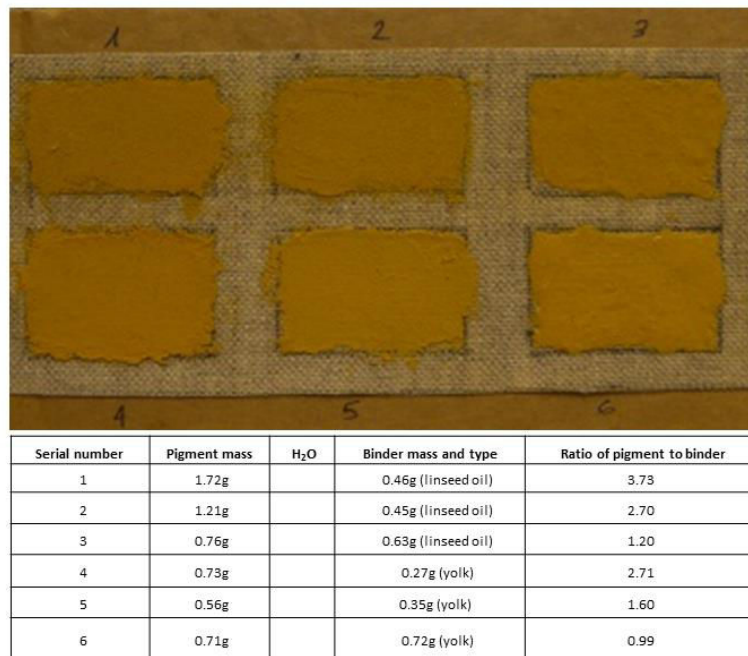 1 2 3
4 5 6
Serial number Pigment mass H₂O Binder mass and type Ratio of pigment to binder
1 1.72g 0.46g (linseed oil) 3.73
2 1.21g 0.45g (linseed oil) 2.70
3 0.76g 0.63g (linseed oil) 1.20
4 0.73g 0.27g (yolk) 2.71
5 0.56g 0.35g (yolk) 1.60
6 0.71g 0.72g (yolk) 0.99